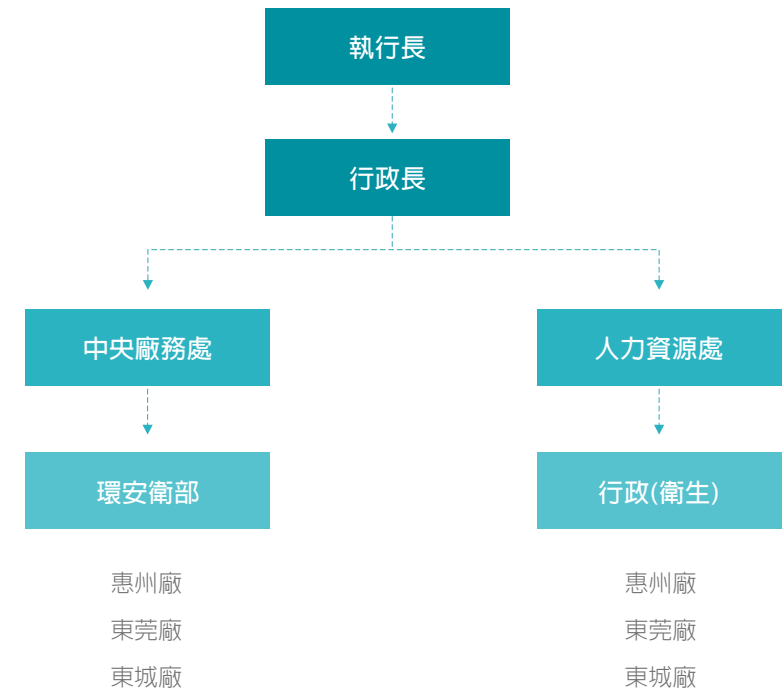 執行長
行政長
中央廠務處
人力資源處
環安衛部
行政(衛生)
惠州廠
東莞廠
東城廠
惠州廠
東莞廠
東城廠